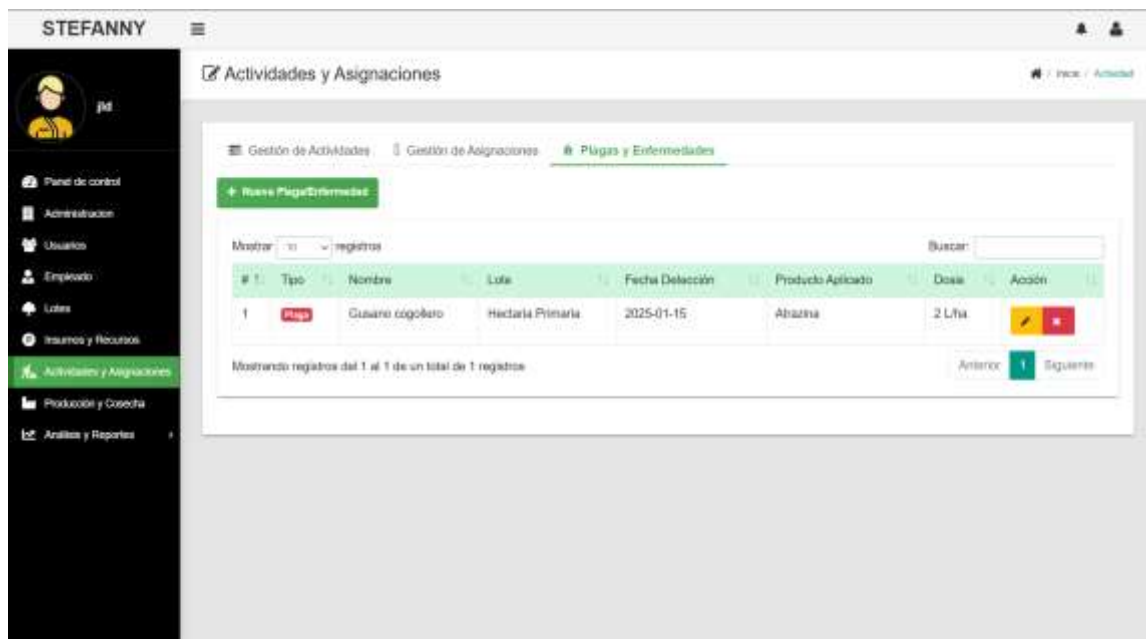 STEFANNY
Actividades y Asignaciones
/ Inicio / Actividad
jld
Gestión de Actividades
Gestión de Asignaciones
Plagas y Enfermedades
Panel de control
+ Nueva Plaga/Enfermedad
Administracion
Usuarios
Mostrar 10 registros
Buscar:
Empleado
# Tipo Nombre Lote Fecha Detección Producto Aplicado Dosis Acción
Lotes
1 Plaga Gusano cogollero Hectaria Primaria 2025-01-15 Atrazina 2 L/ha
Insumos y Recursos
Actividades y Asignaciones
Mostrando registros del 1 al 1 de un total de 1 registros
Anterior 1 Siguiente
Producción y Cosecha
Análisis y Reportes